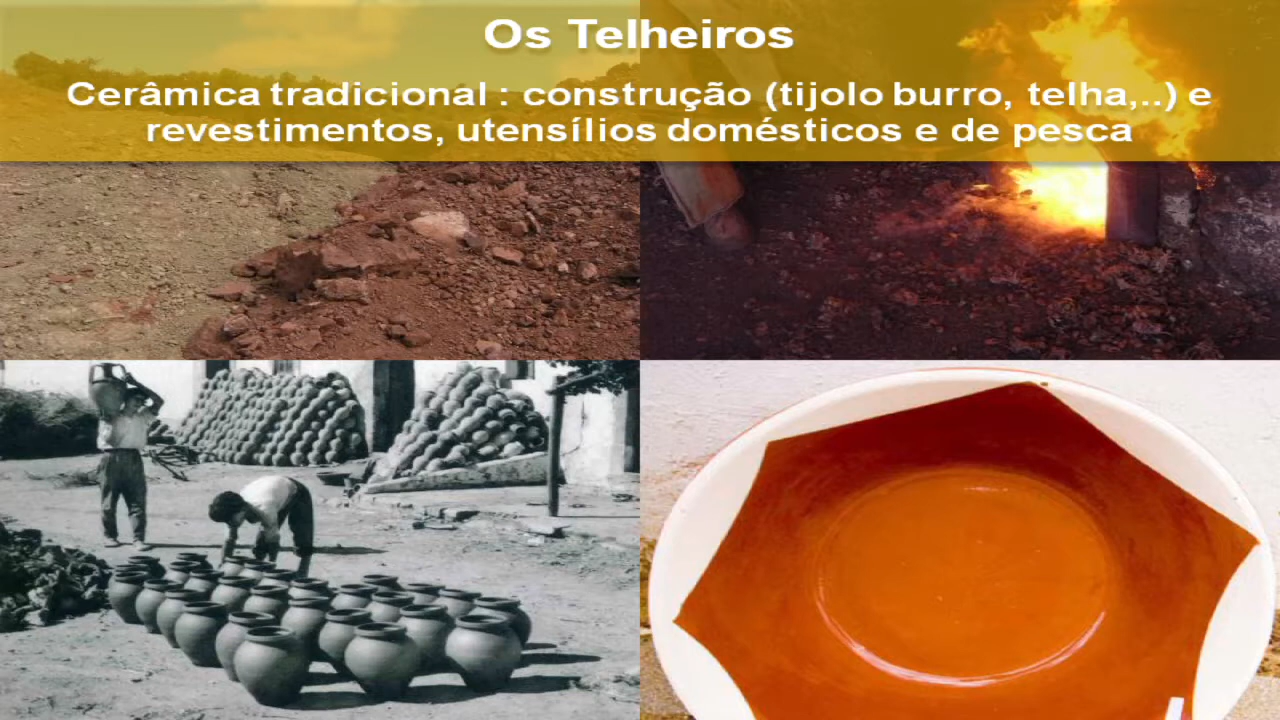 Os Telheiros
Cerâmica tradicional : construção (tijolo burro, telha,..) e
revestimentos, utensílios domésticos e de pesca